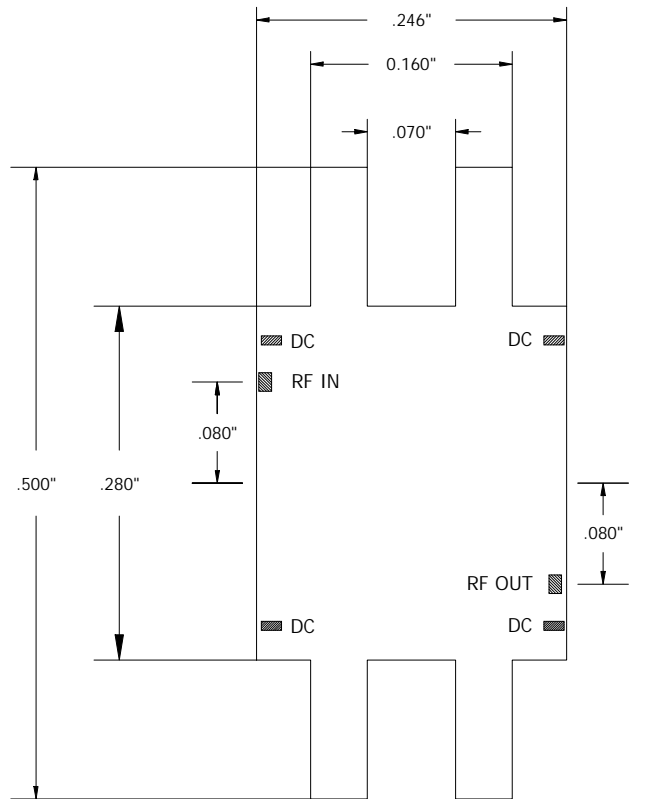 .246"
0.160"
.070"
DC
DC
RF IN
.080"
.500"
.280"
.080"
RF OUT
DC
DC